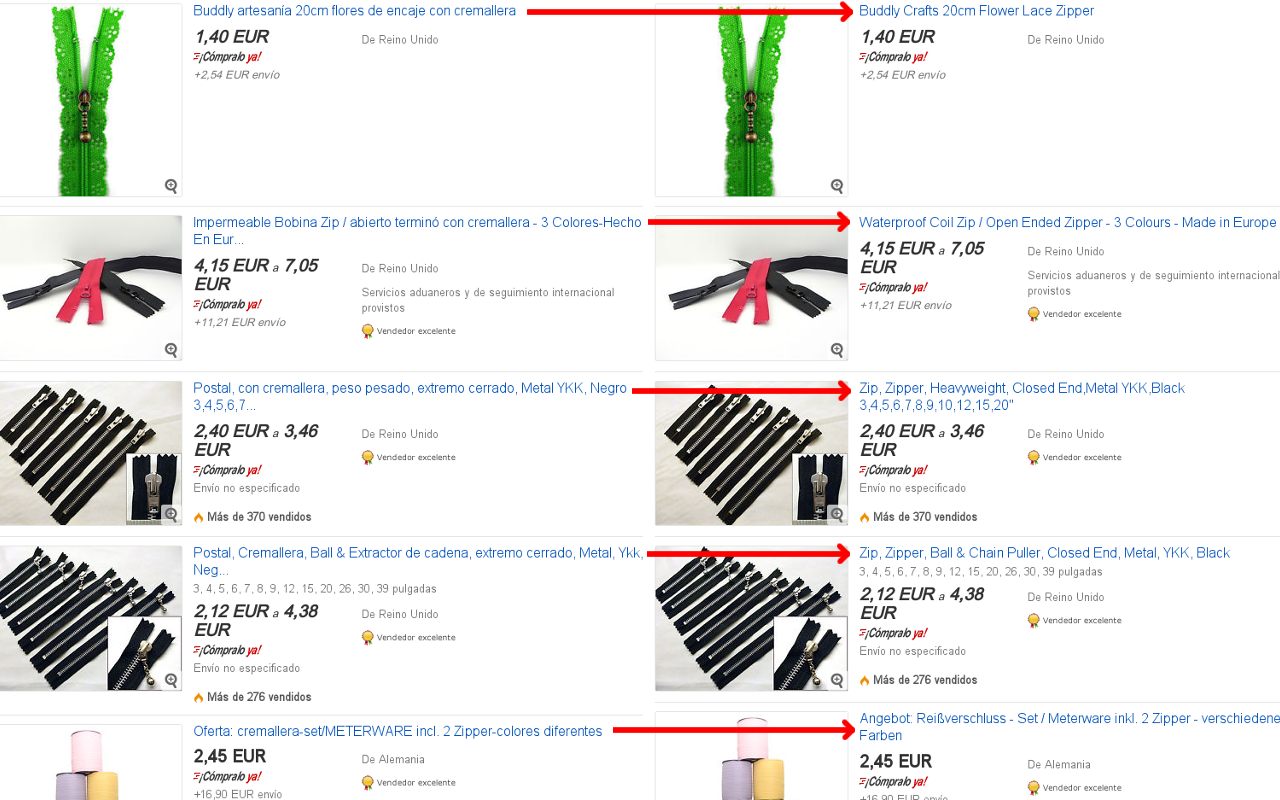 Buddly artesanía 20cm flores de encaje con cremallera
1,40 EUR
De Reino Unido
¡Cómpralo ya!
+2,54 EUR envío
Impermeable Bobina Zip / abierto terminó con cremallera - 3 Colores-Hecho
En Eur...
4,15 EUR a 7,05
EUR
De Reino Unido
Servicios aduaneros y de seguimiento internacional
provistos
¡Cómpralo ya!
+11,21 EUR envío
Vendedor excelente
Postal, con cremallera, peso pesado, extremo cerrado, Metal YKK, Negro
3,4,5,6,7...
2,40 EUR a 3,46
EUR
De Reino Unido
Vendedor excelente
¡Cómpralo ya!
Envío no especificado
Más de 370 vendidos
Postal, Cremallera, Ball & Extractor de cadena, extremo cerrado, Metal, Ykk,
Neg...
3, 4, 5, 6, 7, 8, 9, 12, 15, 20, 26, 30, 39 pulgadas
2,12 EUR a 4,38
EUR
De Reino Unido
Vendedor excelente
¡Cómpralo ya!
Envío no especificado
Más de 276 vendidos
Oferta: cremallera-set/METERWARE incl. 2 Zipper-colores diferentes
2,45 EUR
De Alemania
¡Cómpralo ya!
Vendedor excelente
+16,90 EUR envío
Buddly Crafts 20cm Flower Lace Zipper
1,40 EUR
De Reino Unido
¡Cómpralo ya!
+2,54 EUR envío
Waterproof Coil Zip / Open Ended Zipper - 3 Colours - Made in Europe
4,15 EUR a 7,05
EUR
De Reino Unido
Servicios aduaneros y de seguimiento internacional
provistos
¡Cómpralo ya!
+11,21 EUR envío
Vendedor excelente
Zip, Zipper, Heavyweight, Closed End,Metal YKK,Black
3,4,5,6,7,8,9,10,12,15,20"
2,40 EUR a 3,46
EUR
De Reino Unido
Vendedor excelente
¡Cómpralo ya!
Envío no especificado
Más de 370 vendidos
Zip, Zipper, Ball & Chain Puller, Closed End, Metal, YKK, Black
3, 4, 5, 6, 7, 8, 9, 12, 15, 20, 26, 30, 39 pulgadas
2,12 EUR a 4,38
EUR
De Reino Unido
Vendedor excelente
¡Cómpralo ya!
Envío no especificado
Más de 276 vendidos
Angebot: Reißverschluss - Set / Meterware inkl. 2 Zipper - verschiedene
Farben
2,45 EUR
De Alemania
¡Cómpralo ya!
Vendedor excelente
+16,90 EUR envío